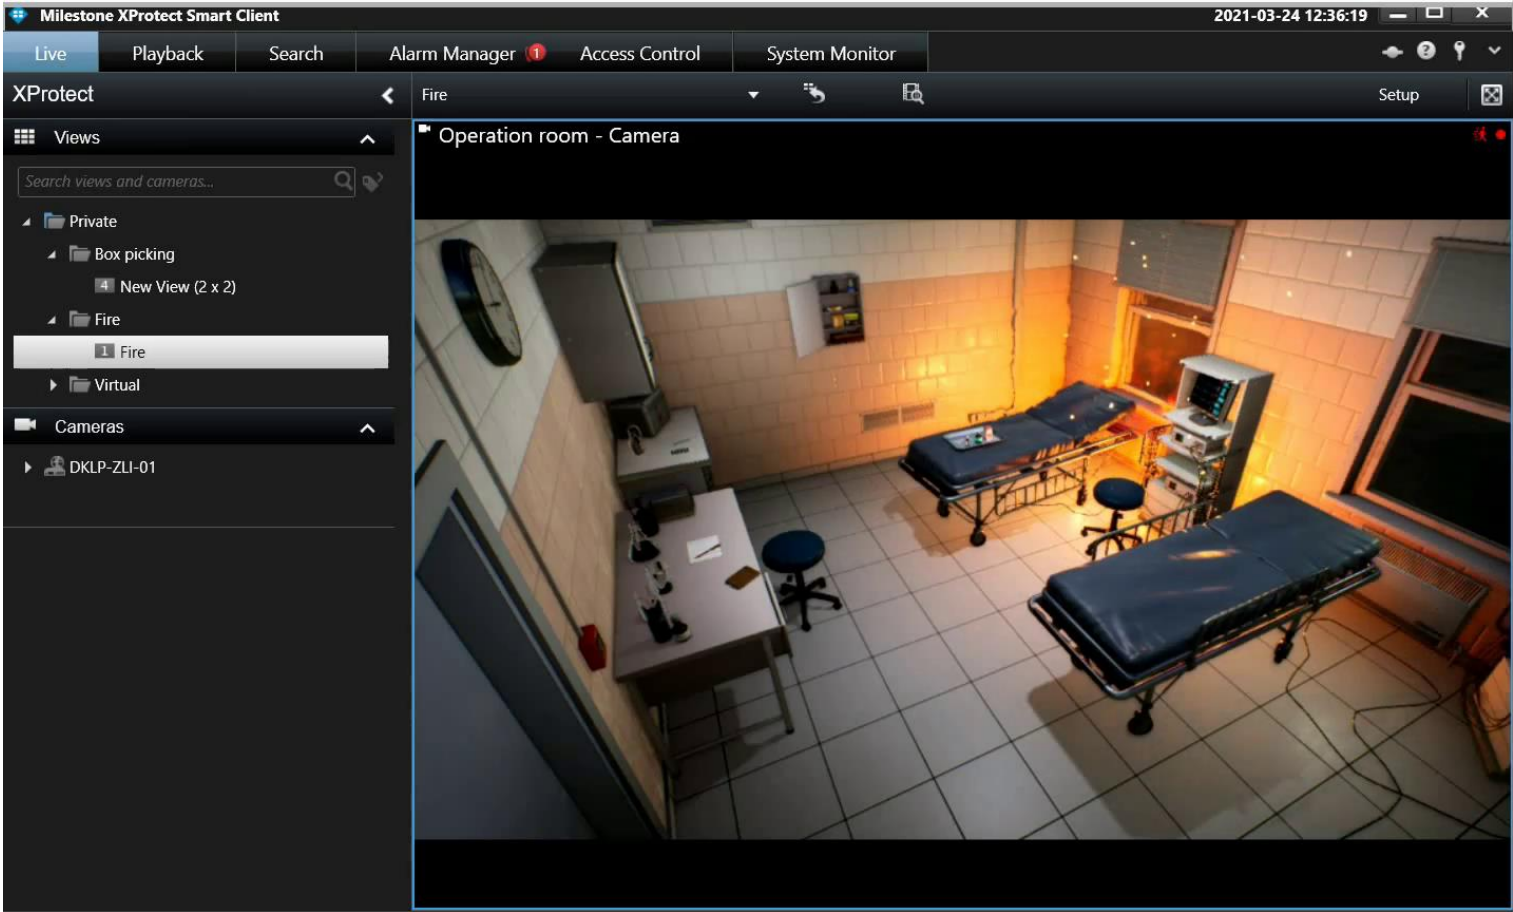 Milestone XProtect Smart Client
2021-03-24 12:36:19
Live Playback Search Alarm Manager 1 Access Control System Monitor
XProtect
Fire
Setup
Views
Operation room - Camera
Search views and cameras...
Private
Box picking
4 New View (2 x 2)
Fire
1 Fire
Virtual
Cameras
DKLP-ZLI-01